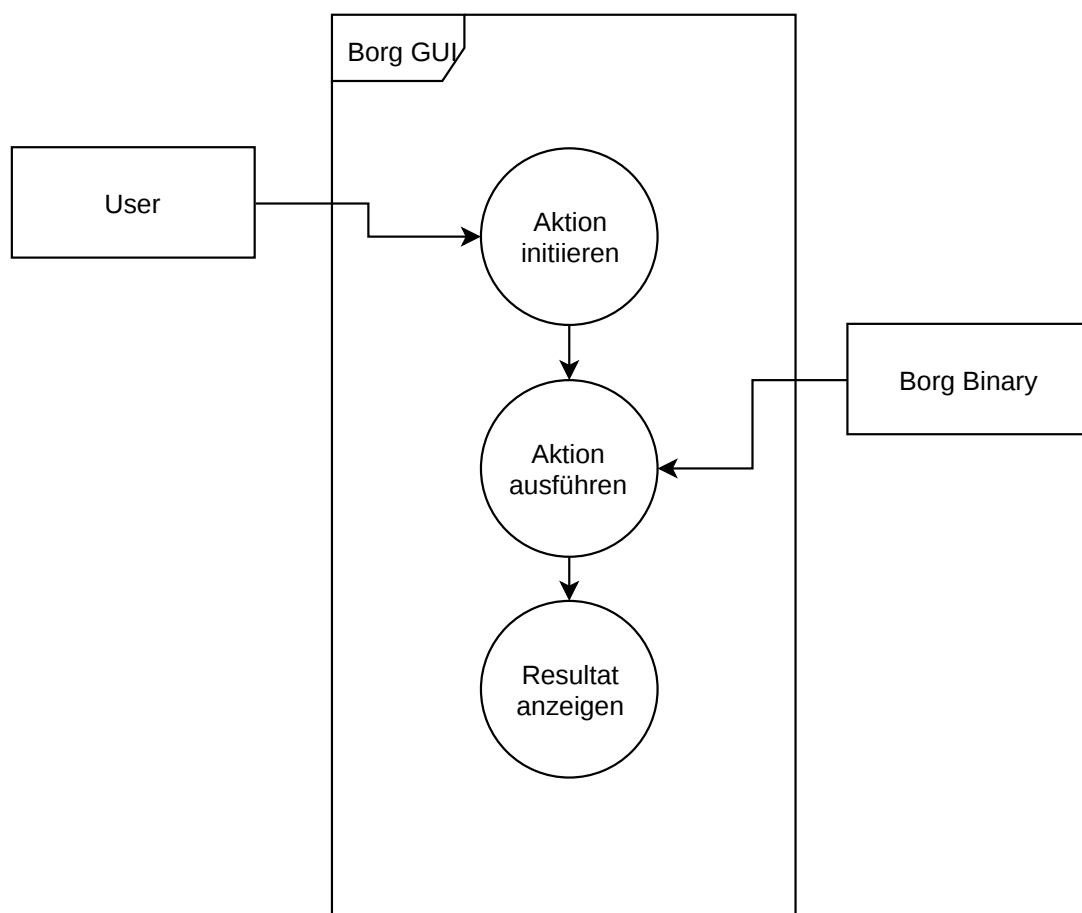 Borg GUI
User
Aktion
initiieren
Borg Binary
Aktion
ausführen
Resultat
anzeigen